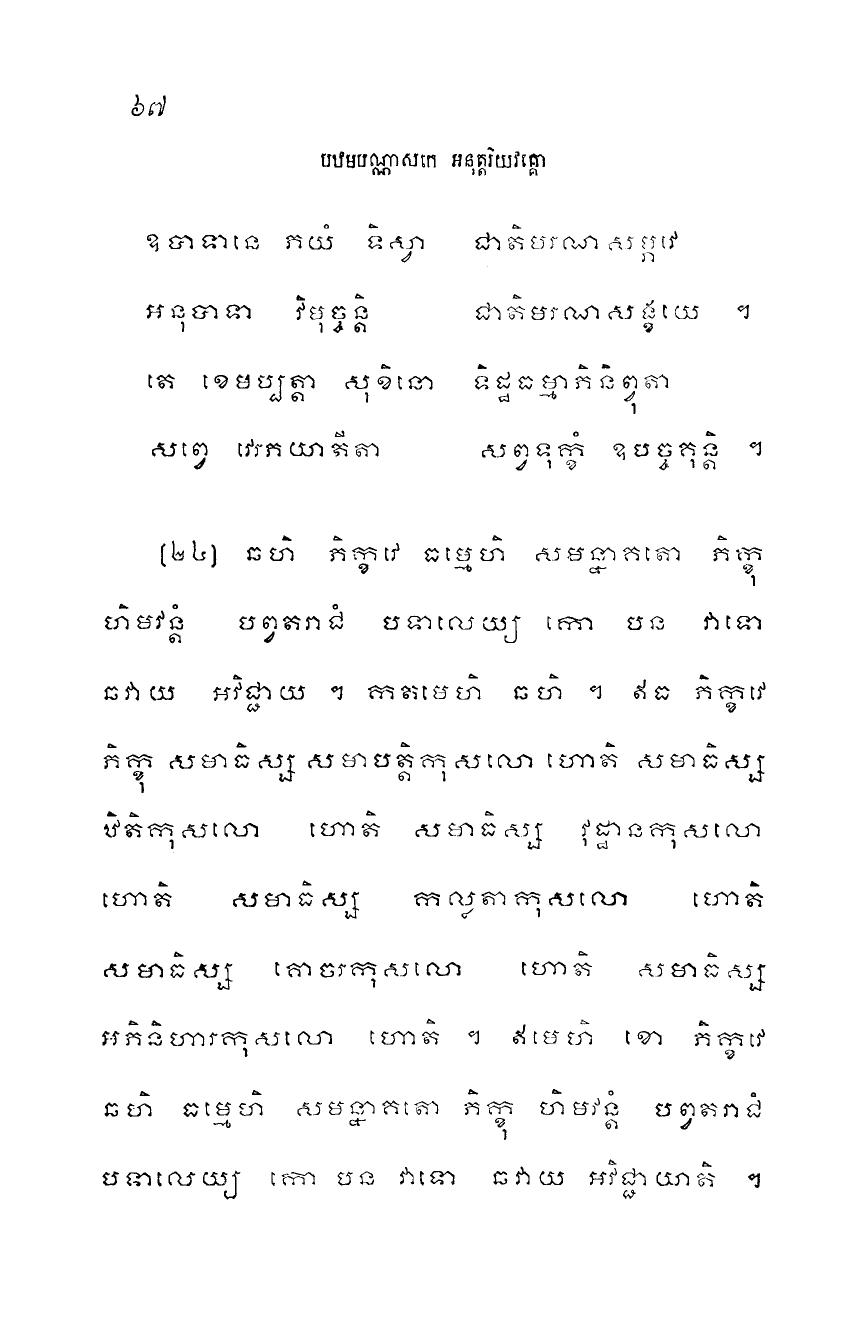 ៦៧
បឋមបណ្ណាសកេ អនុត្តរិយវគ្គោ
ឧបាទានេ ភយំ ទិស្វា ជាតិមរណាសម្ភវេ
អនុបាទា វិមុច្ចន្តិ ជាតិមរណាសង្ខយេ ។
តេ ខេមប្បត្តា សុខិនោ ទិដ្ឋធម្មាភិនិព្វុតា
សព្វេ វេរភយាតីតា សព្វទុក្ខំ ឧបច្ចគុន្តិ ។
(២៤) ឆហិ ភិក្ខវេ ធម្មេហិ សមន្នាគតោ ភិក្ខុ
ហិមវន្តំ បព្វតរាជំ បទាលេយ្យ កោ បន វាទោ
ឆវាយ អវិជ្ជាយ ។ កតមេហិ ឆហិ ។ ឥធ ភិក្ខវេ
ភិក្ខុ សមាធិស្ស សមាបត្តិកុសលោ ហោតិ សមាធិស្ស
ឋិតិកុសលោ ហោតិ សមាធិស្ស វុដ្ឋានកុសលោ
ហោតិ សមាធិស្ស កល្លតាកុសលោ ហោតិ
សមាធិស្ស គោចរកុសលោ ហោតិ សមាធិស្ស
អភិនិហារកុសលោ ហោតិ ។ ឥមេហិ ខោ ភិក្ខវេ
ឆហិ ធម្មេហិ សមន្នាគតោ ភិក្ខុ ហិមវន្តំ បព្វតរាជំ
បទាលេយ្យ កោ បន វាទោ ឆវាយ អវិជ្ជាយាតិ ។